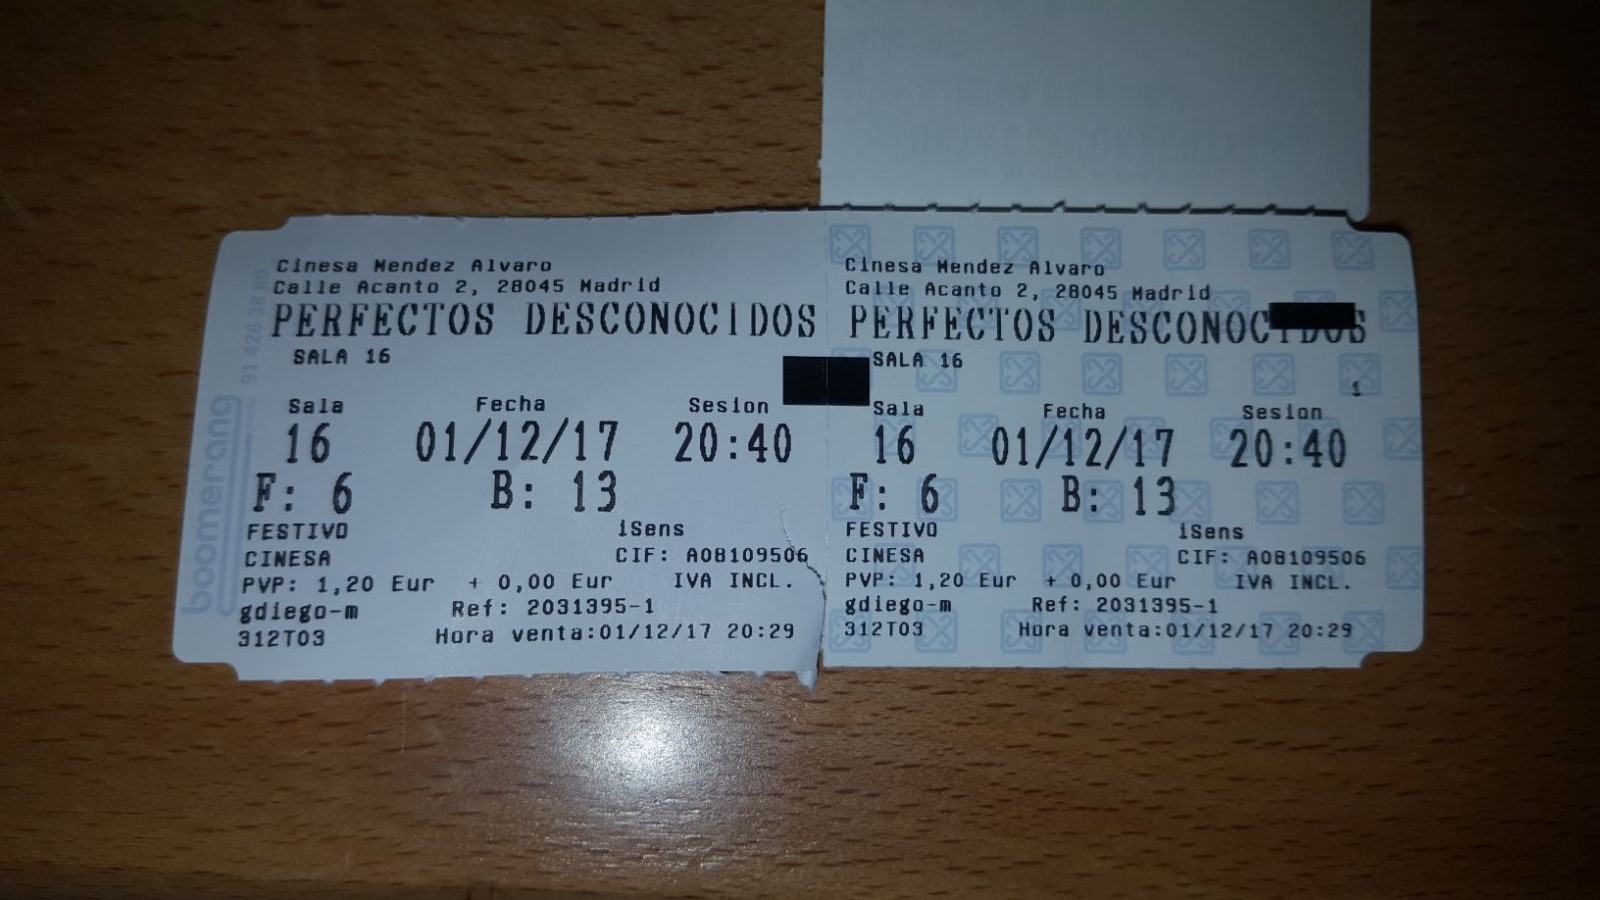 Cinesa Mendez Alvaro
Calle Acanto 2, 28045 Madrid
PERFECTOS DESCONOCIDOS
SALA 16
Sala Fecha Sesion
16 01/12/17 20:40
F: 6 B: 13
FESTIVO iSens
CINESA CIF: A08109506
PVP: 1,20 Eur + 0,00 Eur IVA INCL.
gdiego-m Ref: 2031395-1
312T03 Hora venta:01/12/17 20:29
boomerang
91 426 38 80
Cinesa Mendez Alvaro
Calle Acanto 2, 28045 Madrid
PERFECTOS DESCONOCIDOS
SALA 16
1
Sala Fecha Sesion
16 01/12/17 20:40
F: 6 B: 13
FESTIVO iSens
CINESA CIF: A08109506
PVP: 1,20 Eur + 0,00 Eur IVA INCL.
gdiego-m Ref: 2031395-1
312T03 Hora venta:01/12/17 20:29